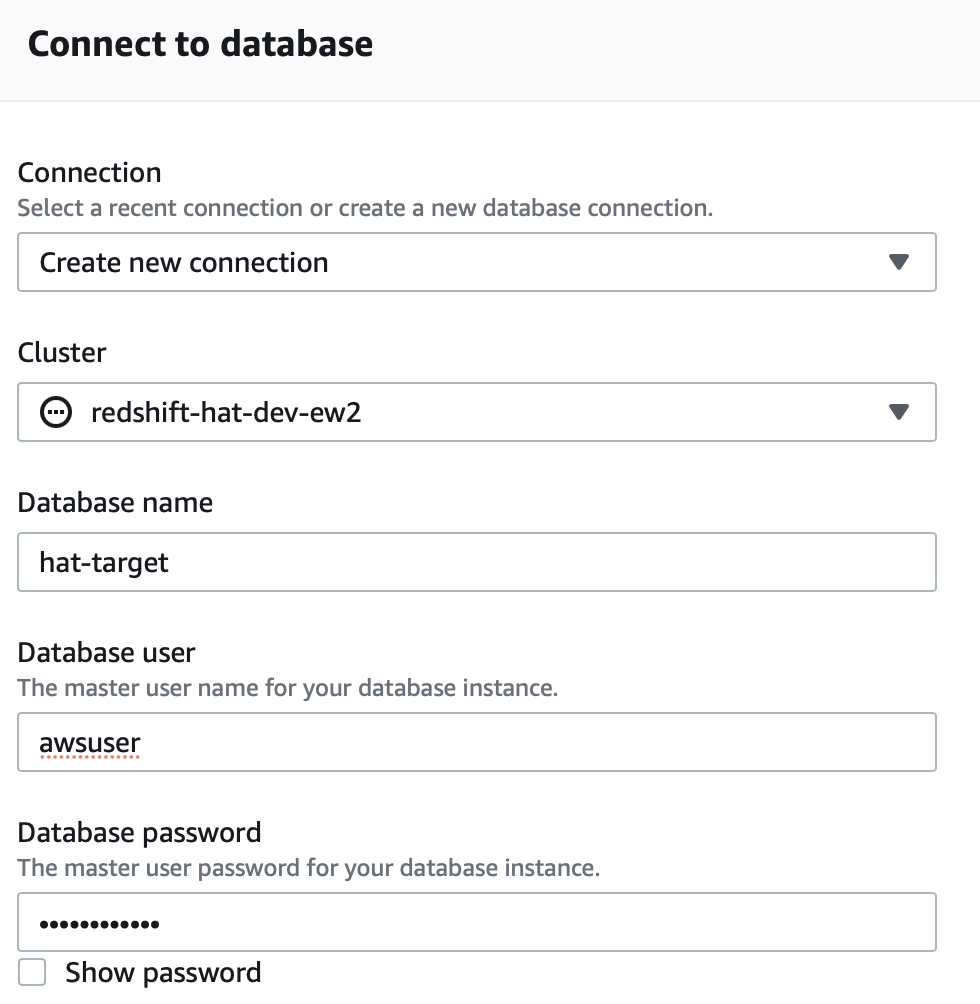 Connect to database
Connection
Select a recent connection or create a new database connection.
Create new connection
Cluster
redshift-hat-dev-ew2
Database name
hat-target
Database user
The master user name for your database instance.
awsuser
Database password
The master user password for your database instance.
••••••••••••
Show password